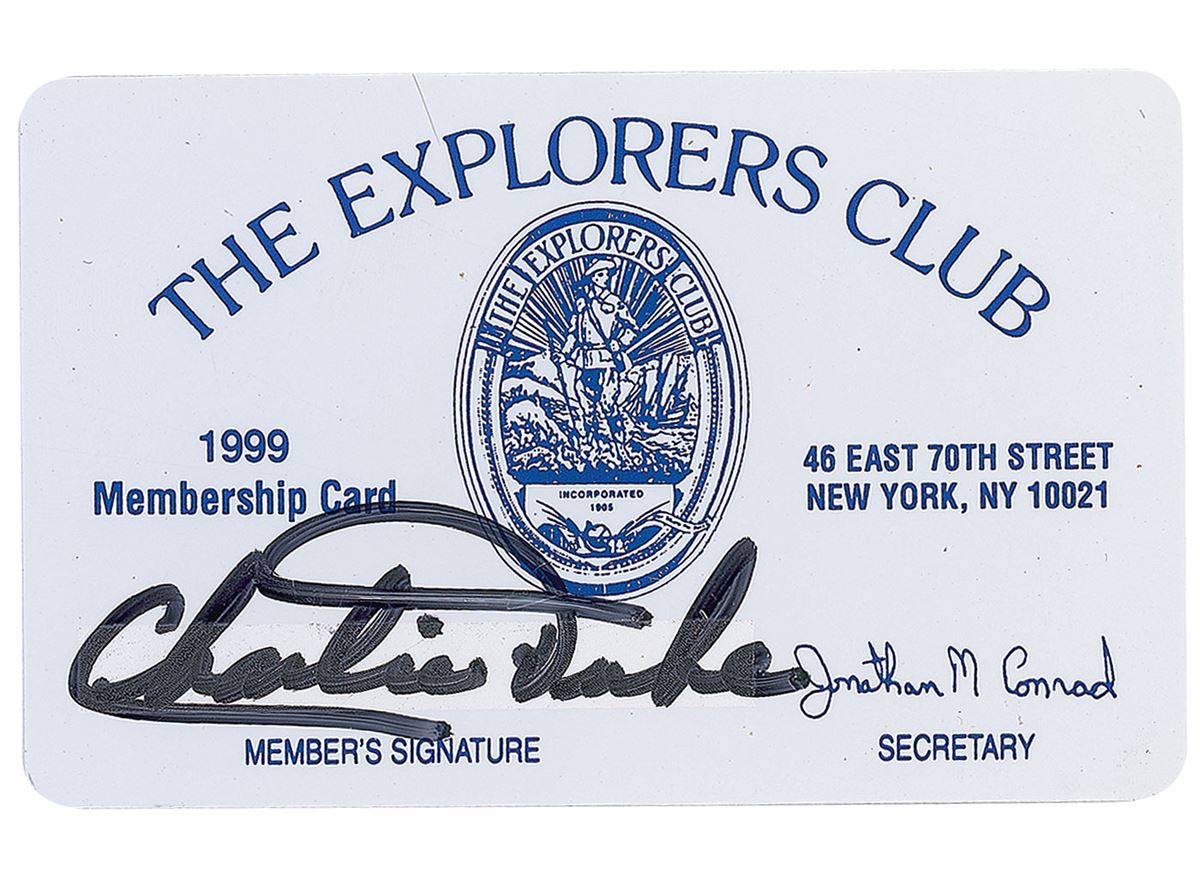 THE EXPLORERS CLUB
THE EXPLORERS CLUB
INCORPORATED
1905
1999
Membership Card
46 EAST 70TH STREET
NEW YORK, NY 10021
Charlie Duke
Jonathan M Conrad
MEMBER'S SIGNATURE
SECRETARY